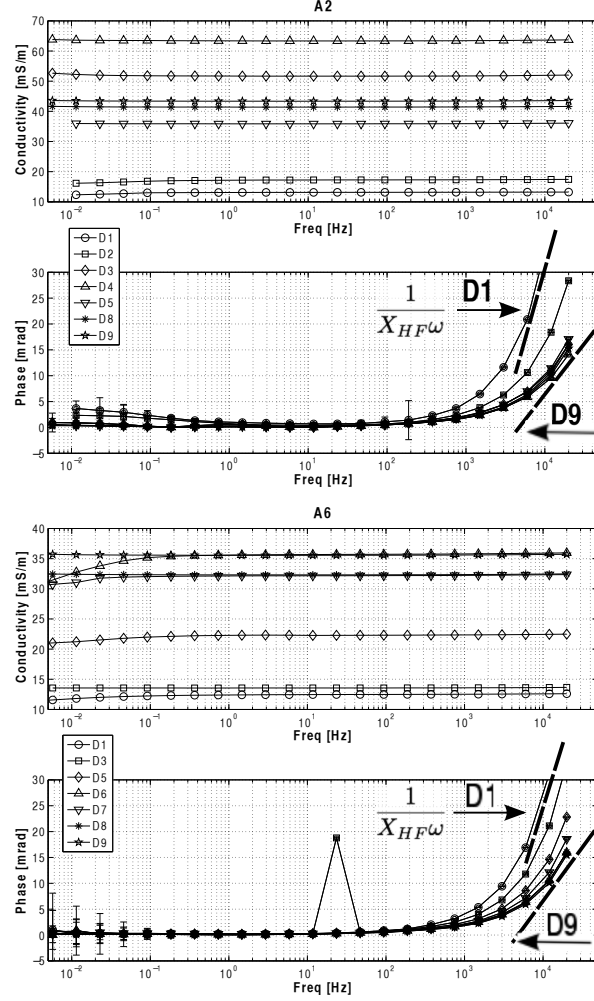 A2
Conductivity [mS/m]
70
60
50
40
30
20
10
10⁻² 10⁻¹ 10⁰ 10¹ 10² 10³ 10⁴
Freq [Hz]
D1
D2
D3
D4
D5
D8
D9
Phase [mrad]
30
25
20
15
10
5
0
−5
1
X_{HF}ω
D1
D9
10⁻² 10⁻¹ 10⁰ 10¹ 10² 10³ 10⁴
Freq [Hz]
A6
Conductivity [mS/m]
40
35
30
25
20
15
10
10⁻² 10⁻¹ 10⁰ 10¹ 10² 10³ 10⁴
Freq [Hz]
D1
D3
D5
D6
D7
D8
D9
Phase [mrad]
30
25
20
15
10
5
0
−5
1
X_{HF}ω
D1
D9
10⁻² 10⁻¹ 10⁰ 10¹ 10² 10³ 10⁴
Freq [Hz]